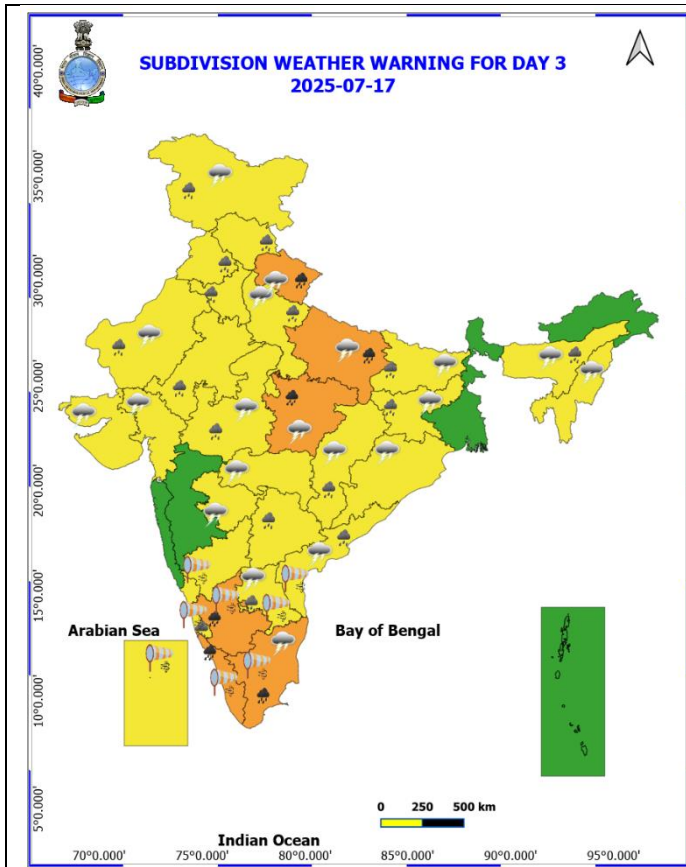 SUBDIVISION WEATHER WARNING FOR DAY 3
2025-07-17
40°0.000'
35°0.000'
30°0.000'
25°0.000'
20°0.000'
15°0.000'
10°0.000'
5°0.000'
Arabian Sea
Bay of Bengal
0 250 500 km
Indian Ocean
70°0.000' 75°0.000' 80°0.000' 85°0.000' 90°0.000' 95°0.000'